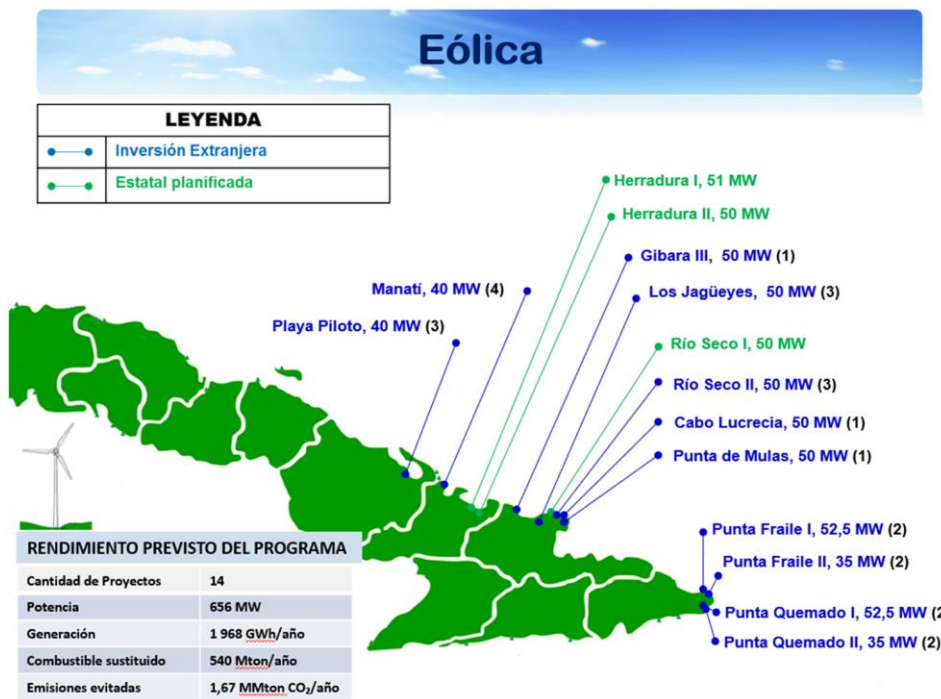 Eólica
LEYENDA
Inversión Extranjera
Estatal planificada
Herradura I, 51 MW
Herradura II, 50 MW
Gibara III, 50 MW (1)
Manatí, 40 MW (4)
Los Jagüeyes, 50 MW (3)
Playa Piloto, 40 MW (3)
Río Seco I, 50 MW
Río Seco II, 50 MW (3)
Cabo Lucrecia, 50 MW (1)
Punta de Mulas, 50 MW (1)
Punta Fraile I, 52,5 MW (2)
Punta Fraile II, 35 MW (2)
Punta Quemado I, 52,5 MW (2
Punta Quemado II, 35 MW (2)
RENDIMIENTO PREVISTO DEL PROGRAMA
Cantidad de Proyectos 14
Potencia 656 MW
Generación 1 968 GWh/año
Combustible sustituido 540 Mton/año
Emisiones evitadas 1,67 MMton CO₂/año